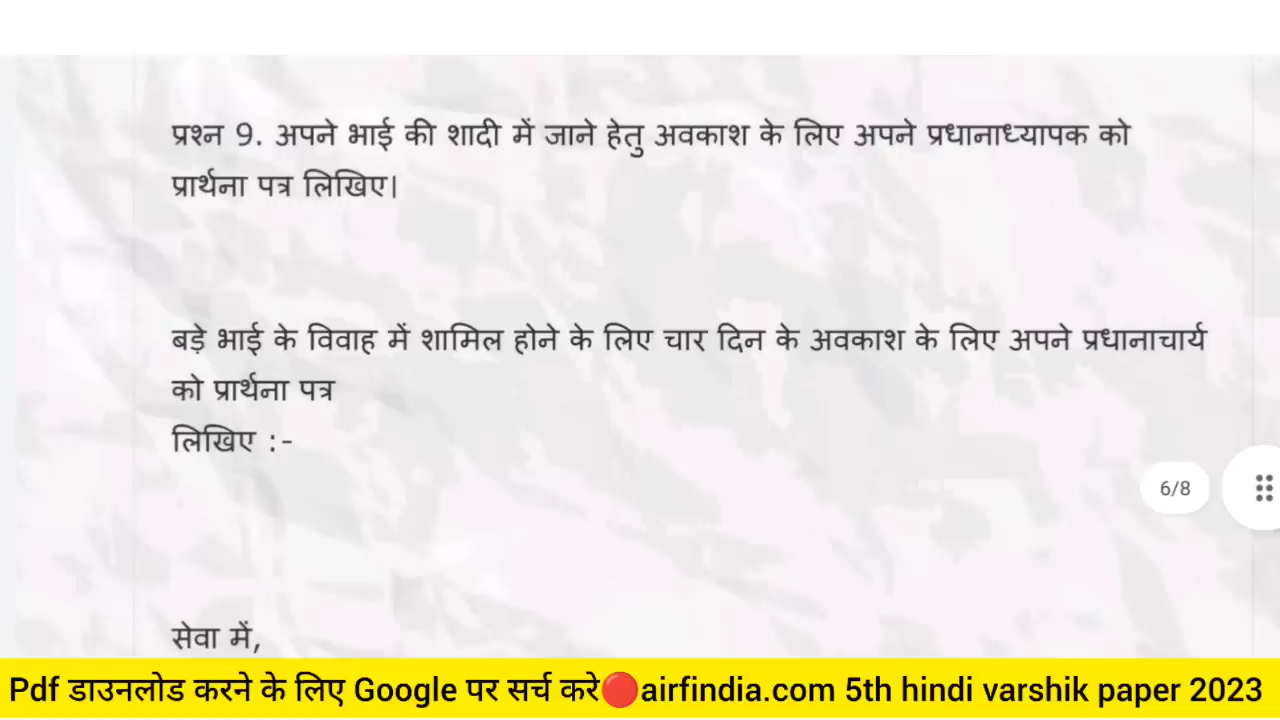 प्रश्न 9. अपने भाई की शादी में जाने हेतु अवकाश के लिए अपने प्रधानाध्यापक को
प्रार्थना पत्र लिखिए।
बड़े भाई के विवाह में शामिल होने के लिए चार दिन के अवकाश के लिए अपने प्रधानाचार्य
को प्रार्थना पत्र
लिखिए :-
6/8
सेवा में,
Pdf डाउनलोड करने के लिए Google पर सर्च करे🔴airfindia.com 5th hindi varshik paper 2023